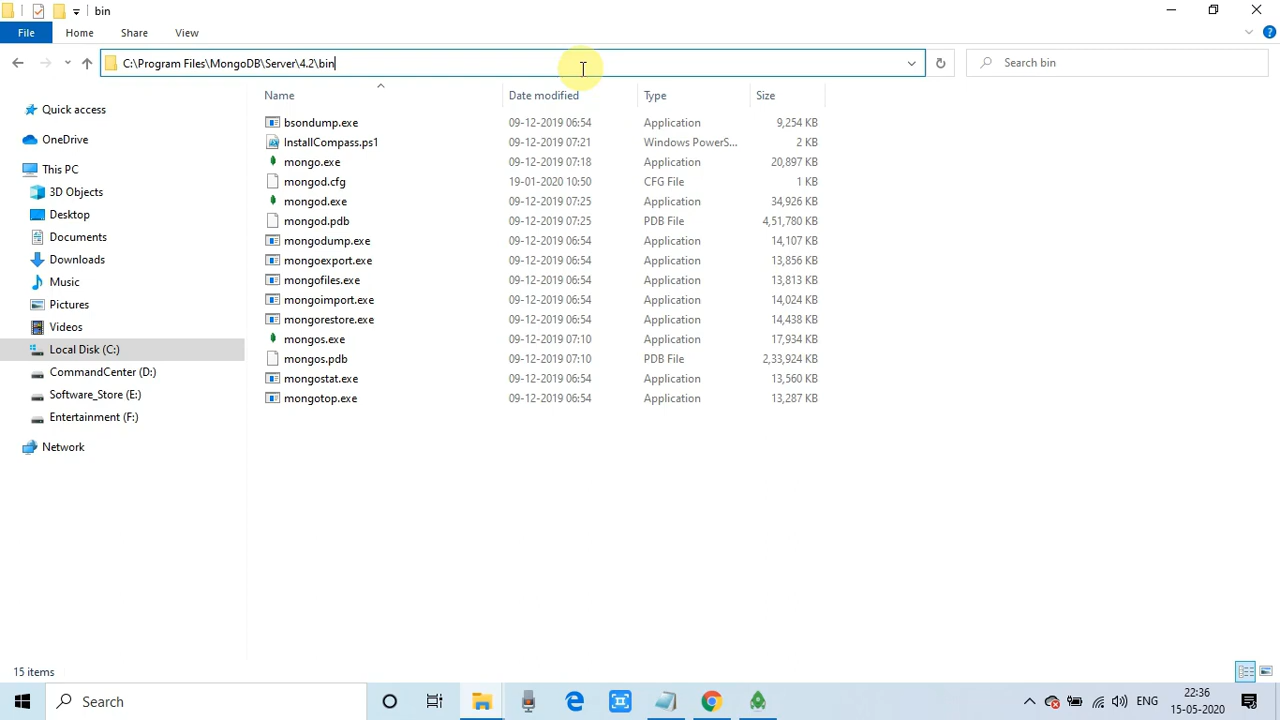 bin
File Home Share View
C:\Program Files\MongoDB\Server\4.2\bin
Search bin
Name Date modified Type Size
Quick access
OneDrive
This PC
3D Objects
Desktop
Documents
Downloads
Music
Pictures
Videos
Local Disk (C:)
CommandCenter (D:)
Software_Store (E:)
Entertainment (F:)
Network
bsondump.exe 09-12-2019 06:54 Application 9,254 KB
InstallCompass.ps1 09-12-2019 07:21 Windows PowerS... 2 KB
mongo.exe 09-12-2019 07:18 Application 20,897 KB
mongod.cfg 19-01-2020 10:50 CFG File 1 KB
mongod.exe 09-12-2019 07:25 Application 34,926 KB
mongod.pdb 09-12-2019 07:25 PDB File 4,51,780 KB
mongodump.exe 09-12-2019 06:54 Application 14,107 KB
mongoexport.exe 09-12-2019 06:54 Application 13,856 KB
mongofiles.exe 09-12-2019 06:54 Application 13,813 KB
mongoimport.exe 09-12-2019 06:54 Application 14,024 KB
mongorestore.exe 09-12-2019 06:54 Application 14,438 KB
mongos.exe 09-12-2019 07:10 Application 17,934 KB
mongos.pdb 09-12-2019 07:10 PDB File 2,33,924 KB
mongostat.exe 09-12-2019 06:54 Application 13,560 KB
mongotop.exe 09-12-2019 06:54 Application 13,287 KB
15 items
Search
ENG
22:36
15-05-2020